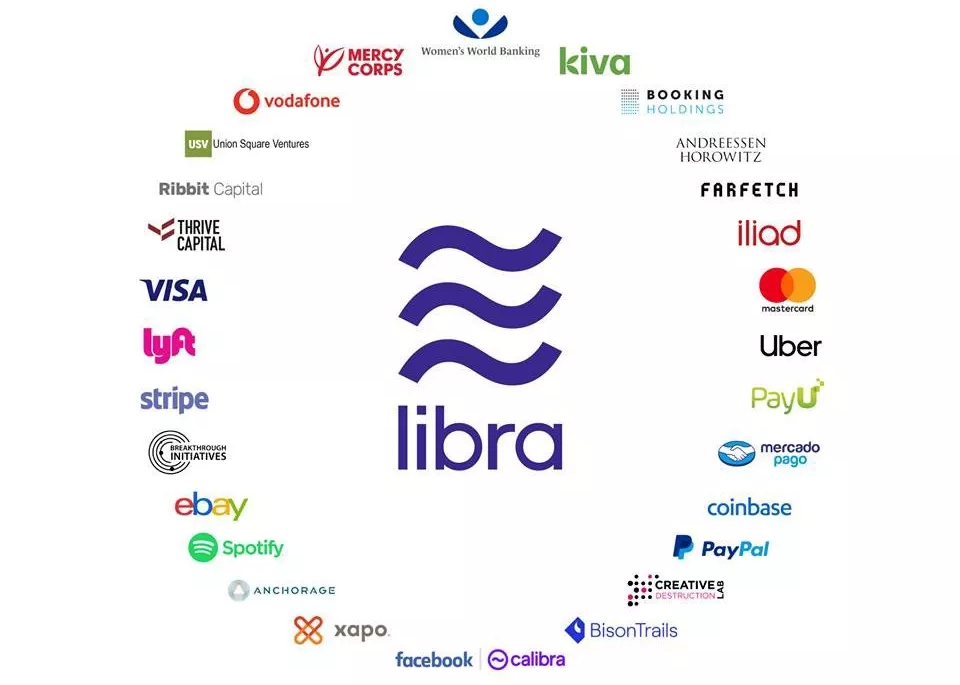 Women's World Banking
MERCY
CORPS
kiva
vodafone
BOOKING
HOLDINGS
USV Union Square Ventures
ANDREESSEN
HOROWITZ
Ribbit Capital
FARFETCH
THRIVE
CAPITAL
iliad
VISA
mastercard
lyft
Uber
stripe
PayU
libra
BREAKTHROUGH
INITIATIVES
mercado
pago
ebay
coinbase
Spotify
PayPal
ANCHORAGE
CREATIVE
DESTRUCTION
LAB
xapo.
BisonTrails
facebook
calibra